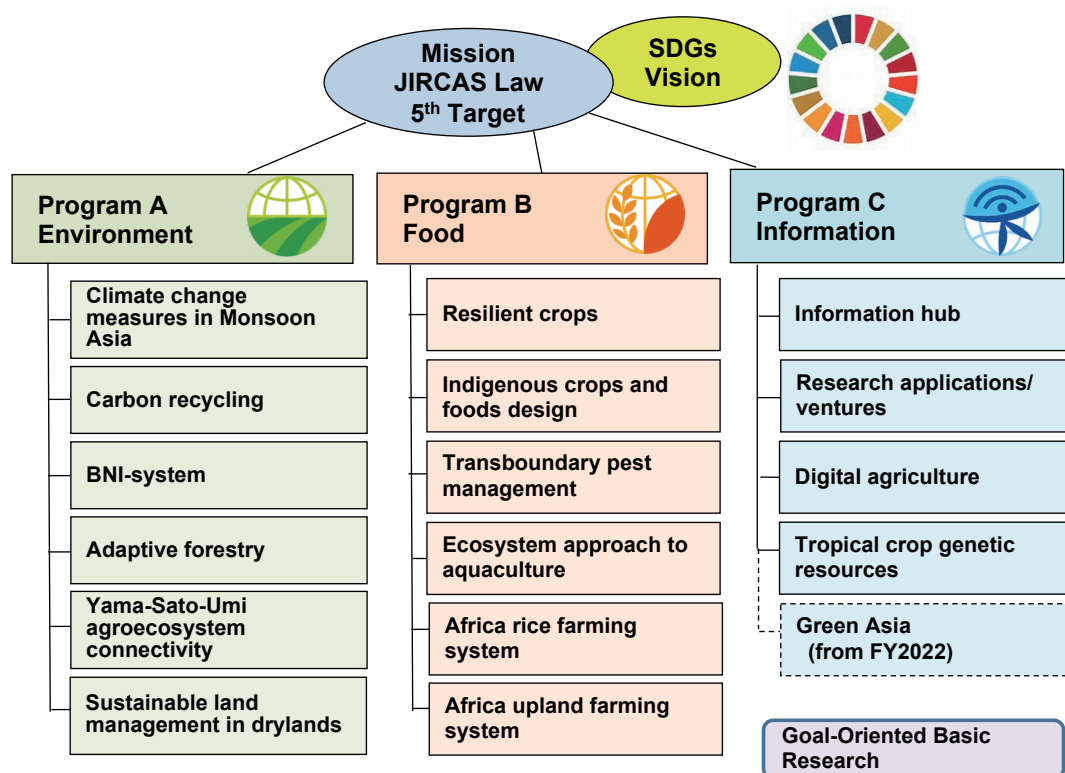 Mission
JIRCAS Law
5th Target
SDGs
Vision
Program A
Environment
Climate change
measures in Monsoon
Asia
Carbon recycling
BNI-system
Adaptive forestry
Yama-Sato-Umi
agroecosystem
connectivity
Sustainable land
management in drylands
Program B
Food
Resilient crops
Indigenous crops and
foods design
Transboundary pest
management
Ecosystem approach to
aquaculture
Africa rice farming
system
Africa upland farming
system
Program C
Information
Information hub
Research applications/
ventures
Digital agriculture
Tropical crop genetic
resources
Green Asia
(from FY2022)
Goal-Oriented Basic
Research